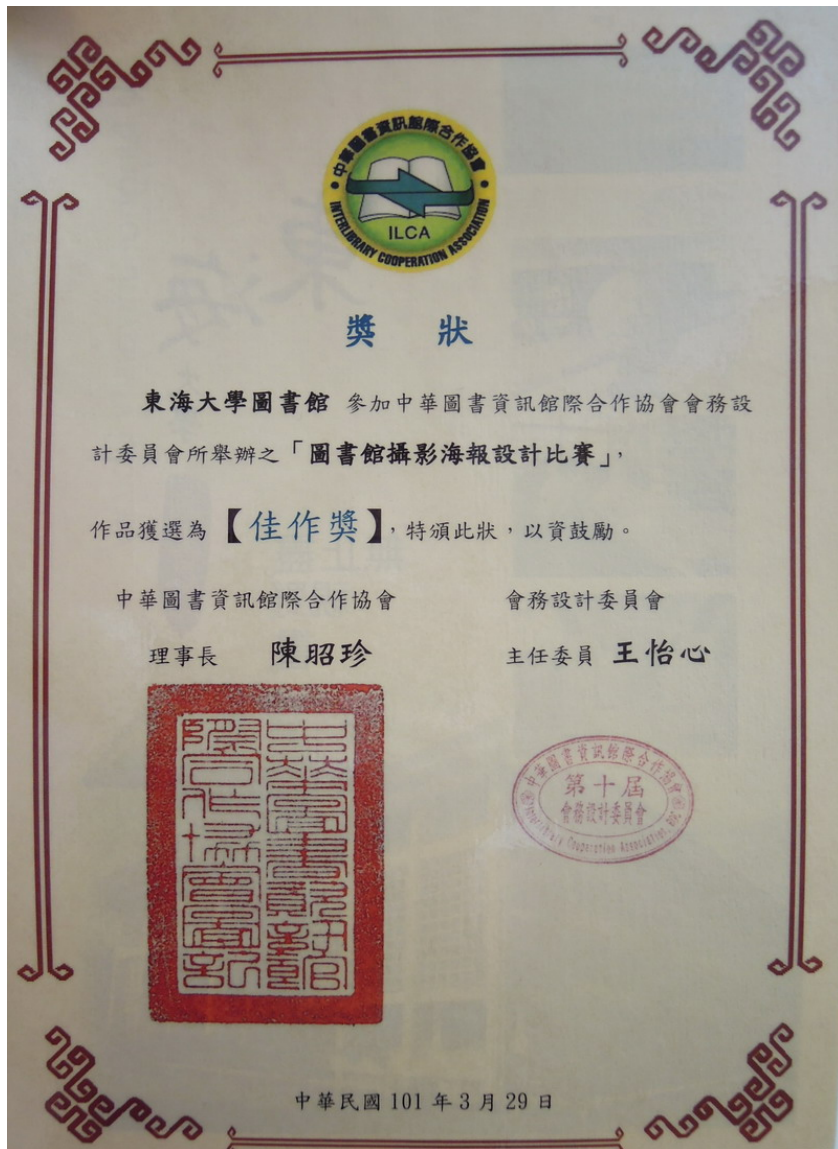 中華圖書資訊館際合作協會
ILCA
INTERLIBRARY COOPERATION ASSOCIATION
獎 狀
東海大學圖書館 參加中華圖書資訊館際合作協會會務設
計委員會所舉辦之「圖書館攝影海報設計比賽」,
作品獲選為【佳作獎】,特頒此狀,以資鼓勵。
中華圖書資訊館際合作協會 會務設計委員會
理事長 陳昭珍 主任委員 王怡心
中華圖書資訊館際合作協會
第十屆
會務設計委員會
Interlibrary Cooperation Association,
中華民國 101 年 3 月 29 日